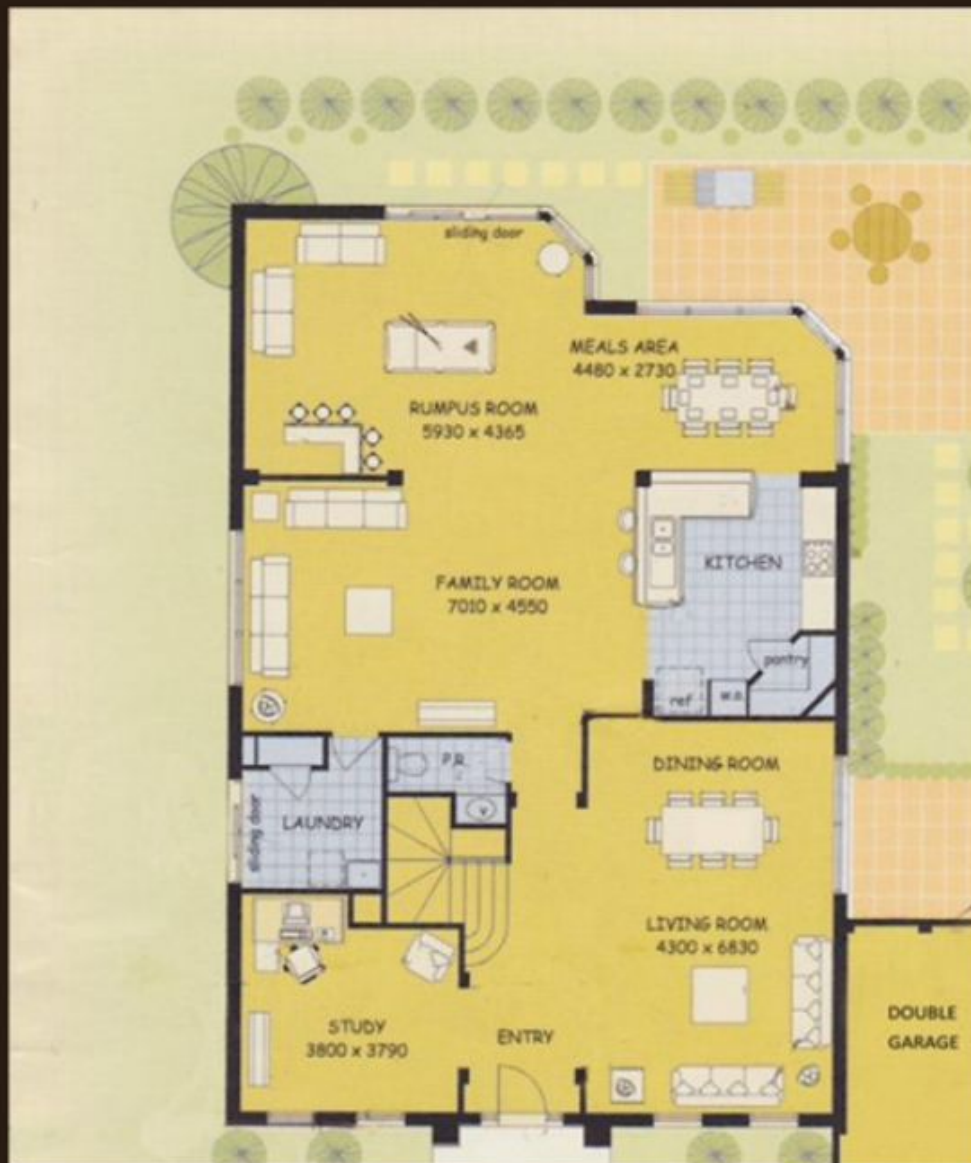 sliding door
MEALS AREA
4480 x 2730
RUMPUS ROOM
5930 x 4365
KITCHEN
FAMILY ROOM
7010 x 4550
pantry
ref
w.o.
P.R.
DINING ROOM
sliding door
LAUNDRY
LIVING ROOM
4300 x 6830
STUDY
3800 x 3790
ENTRY
DOUBLE
GARAGE